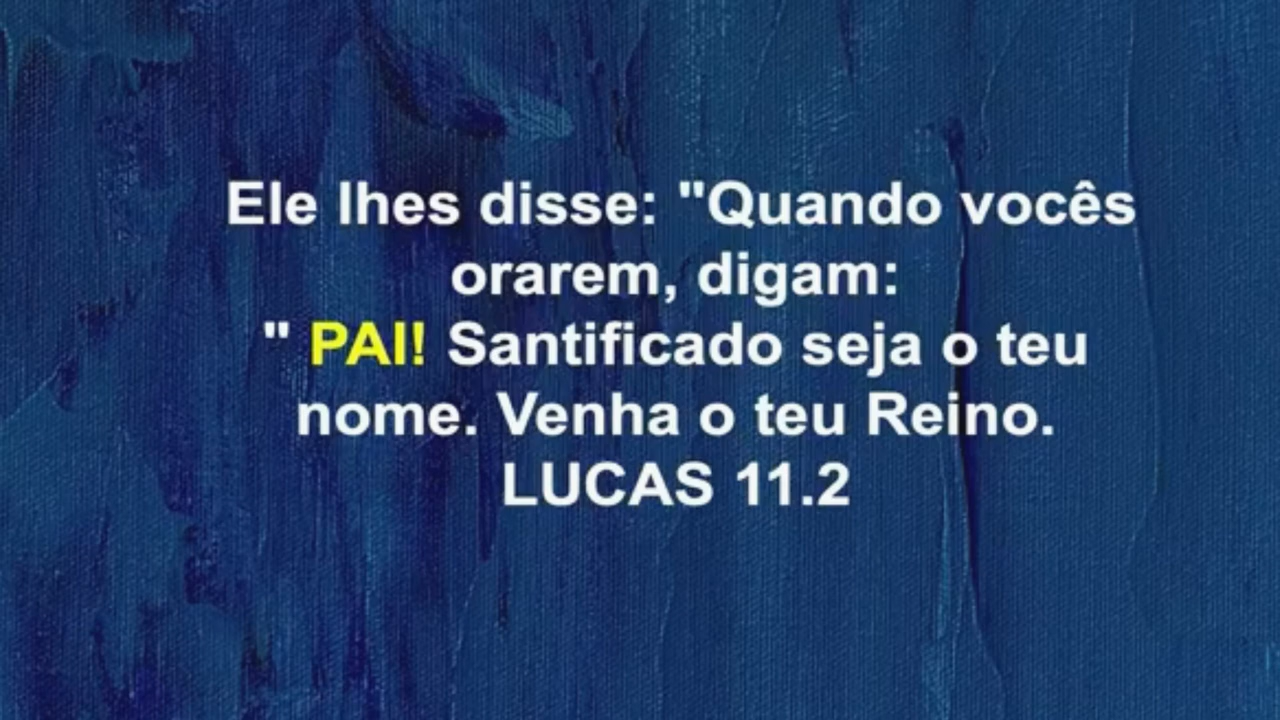 Ele lhes disse: "Quando vocês
orarem, digam:
" PAI! Santificado seja o teu
nome. Venha o teu Reino.
LUCAS 11.2